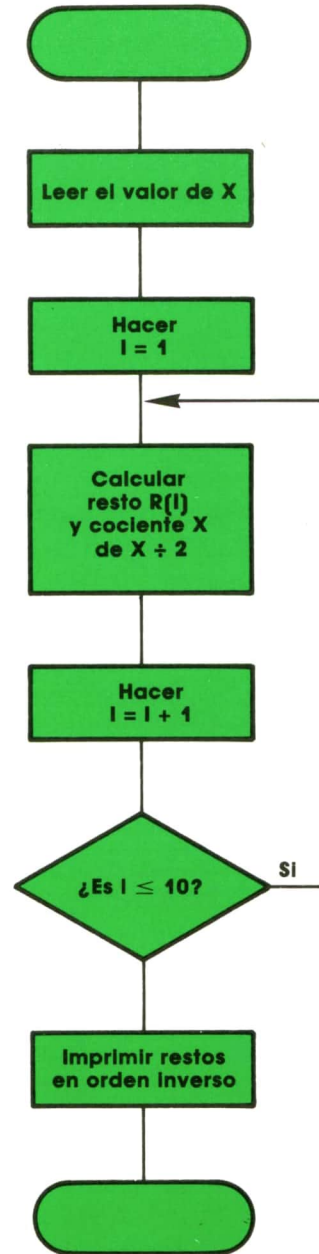 Leer el valor de X
Hacer
I = 1
Calcular
resto R(I)
y cociente X
de X ÷ 2
Hacer
I = I + 1
¿Es I ≤ 10?
Si
Imprimir restos
en orden inverso